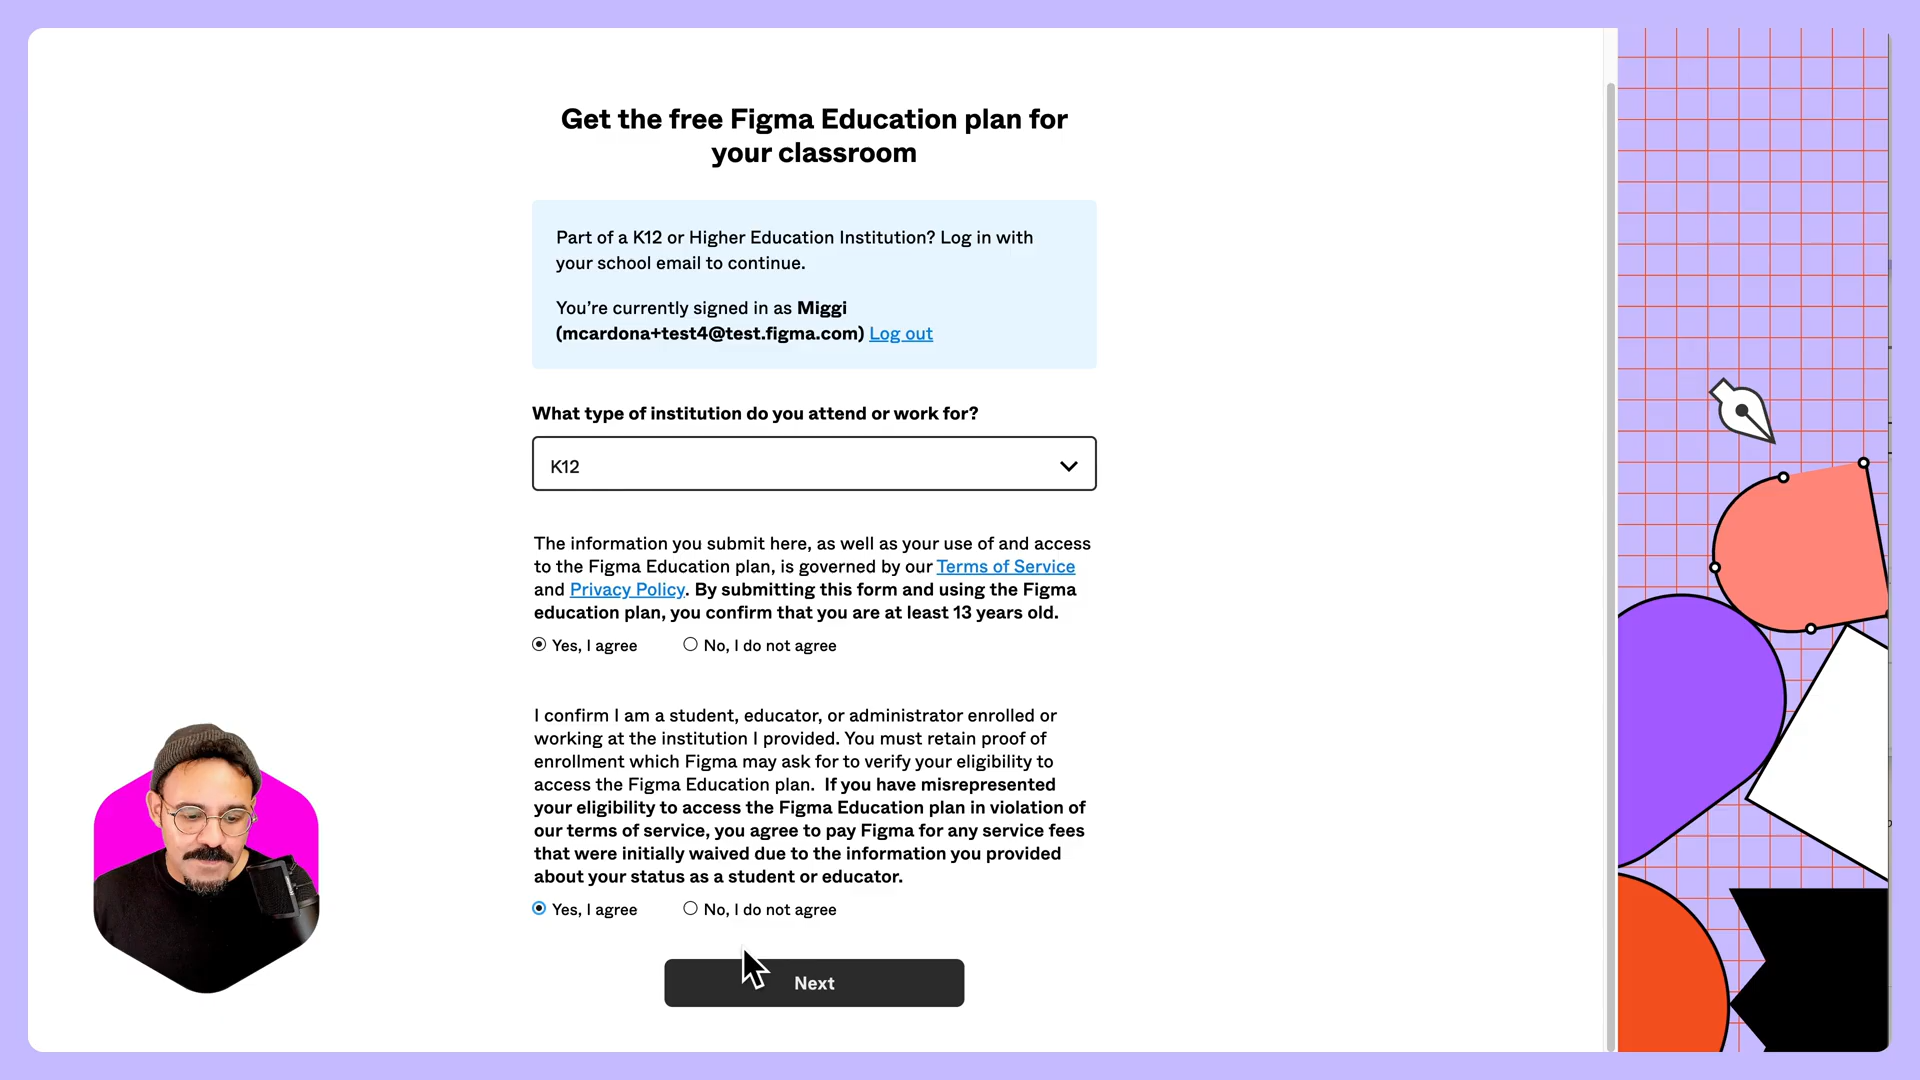 Get the free Figma Education plan for
your classroom
Part of a K12 or Higher Education Institution? Log in with
your school email to continue.
You're currently signed in as Miggi
(mcardona+test4@test.figma.com) Log out
What type of institution do you attend or work for?
K12
The information you submit here, as well as your use of and access
to the Figma Education plan, is governed by our Terms of Service
and Privacy Policy. By submitting this form and using the Figma
education plan, you confirm that you are at least 13 years old.
Yes, I agree No, I do not agree
I confirm I am a student, educator, or administrator enrolled or
working at the institution I provided. You must retain proof of
enrollment which Figma may ask for to verify your eligibility to
access the Figma Education plan. If you have misrepresented
your eligibility to access the Figma Education plan in violation of
our terms of service, you agree to pay Figma for any service fees
that were initially waived due to the information you provided
about your status as a student or educator.
Yes, I agree No, I do not agree
Next